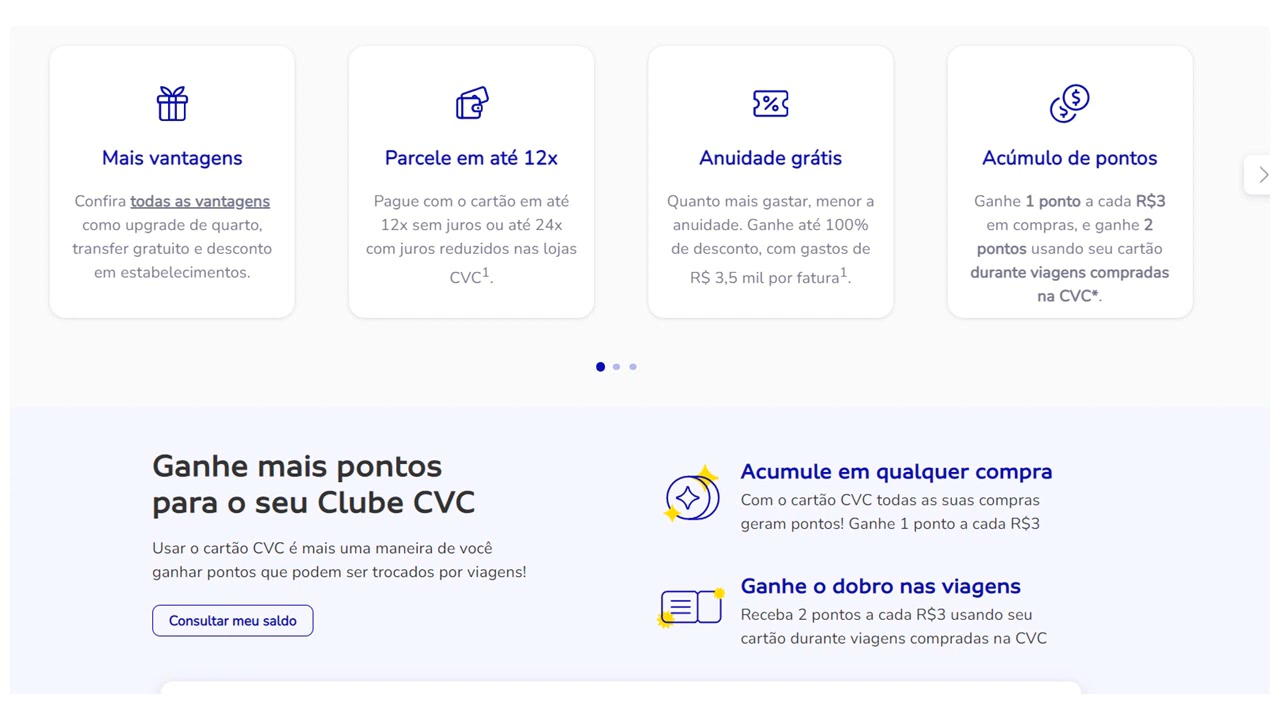 Mais vantagens
Confira todas as vantagens
como upgrade de quarto,
transfer gratuito e desconto
em estabelecimentos.
Parcele em até 12x
Pague com o cartão em até
12x sem juros ou até 24x
com juros reduzidos nas lojas
CVC1.
Anuidade grátis
Quanto mais gastar, menor a
anuidade. Ganhe até 100%
de desconto, com gastos de
R$ 3,5 mil por fatura1.
Acúmulo de pontos
Ganhe 1 ponto a cada R$3
em compras, e ganhe 2
pontos usando seu cartão
durante viagens compradas
na CVC*.
Ganhe mais pontos
para o seu Clube CVC
Usar o cartão CVC é mais uma maneira de você
ganhar pontos que podem ser trocados por viagens!
Consultar meu saldo
Acumule em qualquer compra
Com o cartão CVC todas as suas compras
geram pontos! Ganhe 1 ponto a cada R$3
Ganhe o dobro nas viagens
Receba 2 pontos a cada R$3 usando seu
cartão durante viagens compradas na CVC